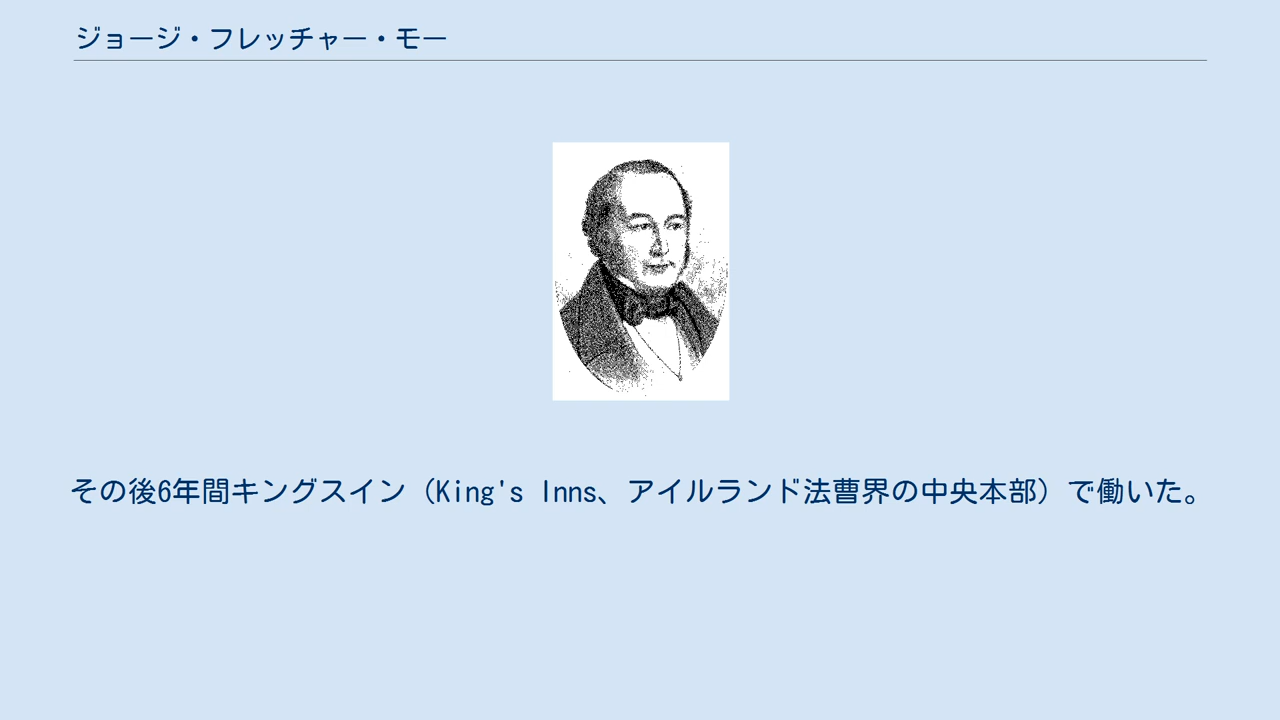 ジョージ・フレッチャー・モー
その後6年間キングスイン（King's Inns、アイルランド法曹界の中央本部）で働いた。